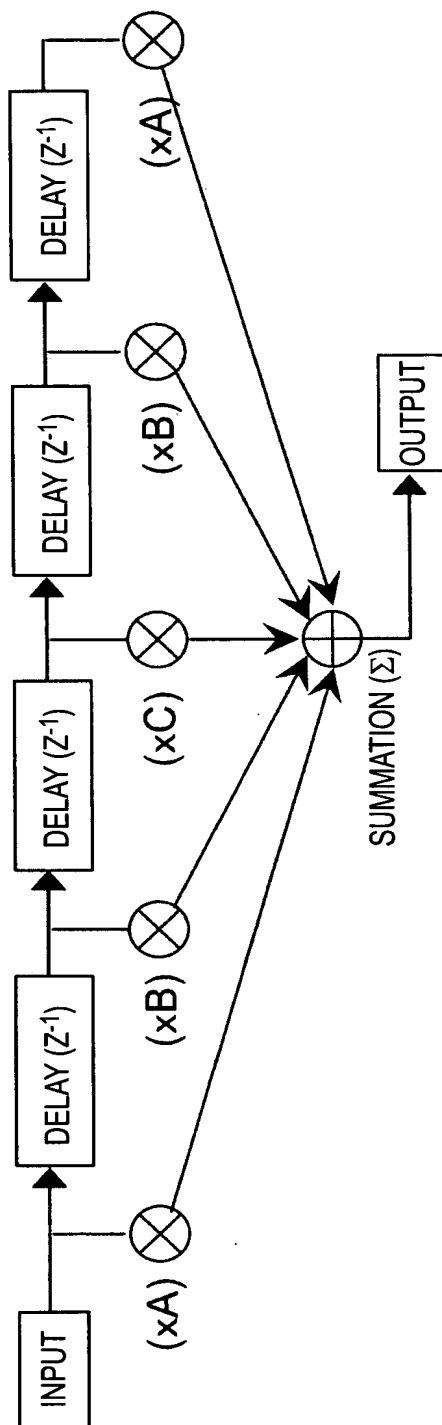 INPUT
DELAY (Z⁻¹)
DELAY (Z⁻¹)
DELAY (Z⁻¹)
DELAY (Z⁻¹)
(xA)
(xB)
(xC)
(xB)
(xA)
SUMMATION (Σ)
OUTPUT